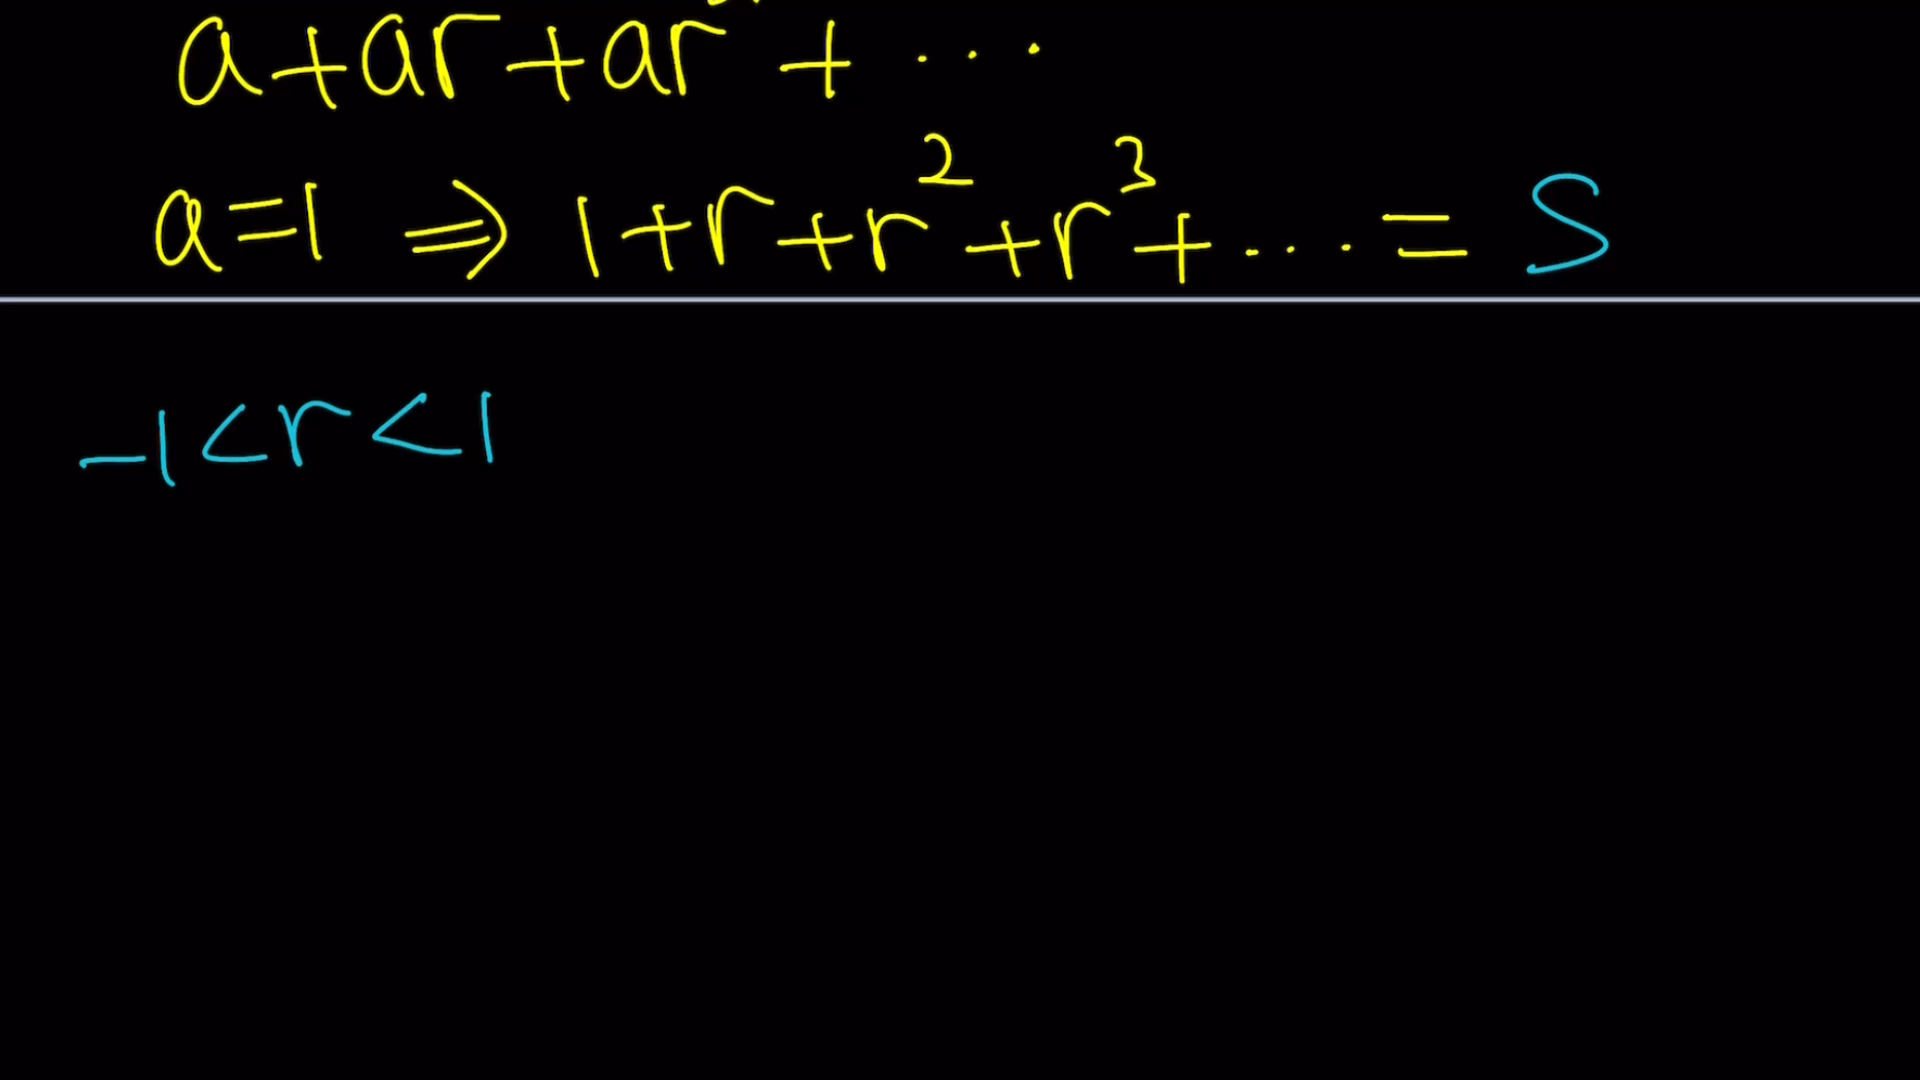 a+ar+ar²+...
a=1 ⇒ 1+r+r²+r³+...= S
-1<r<1